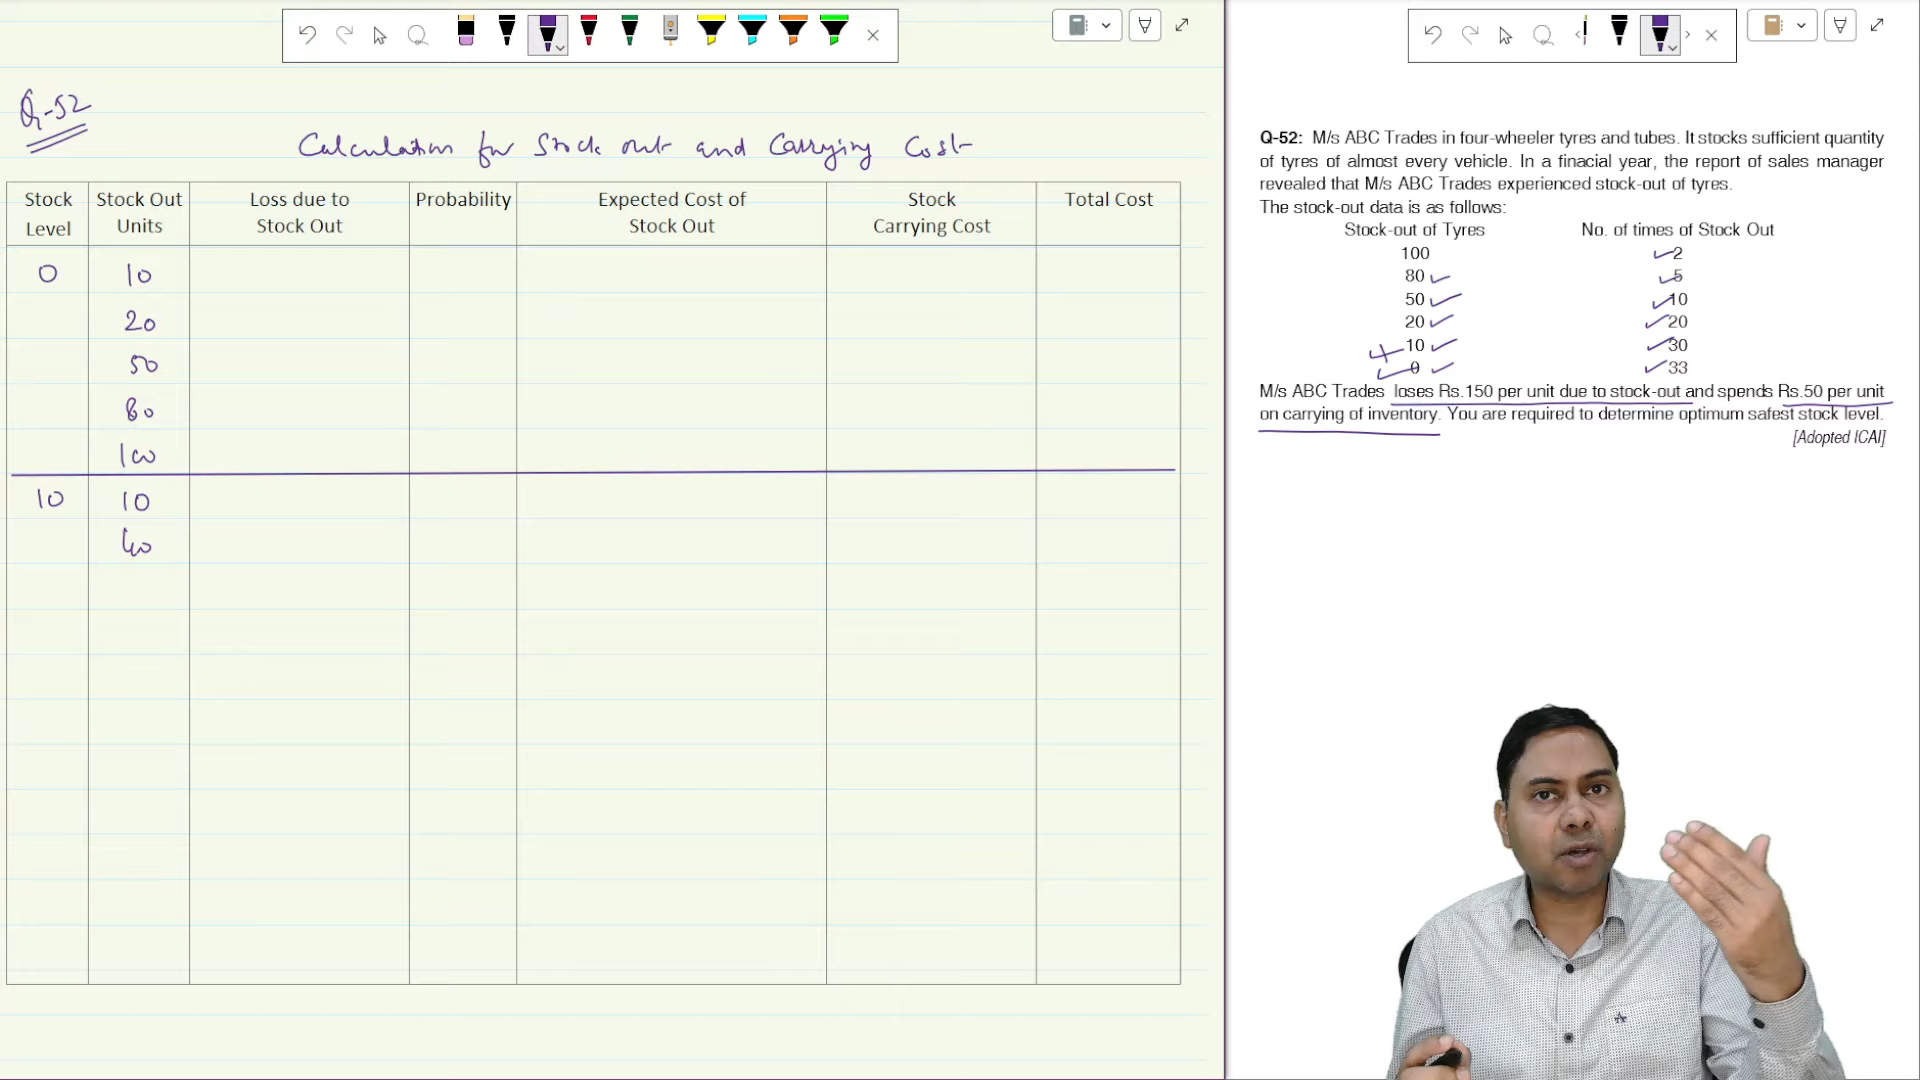 Q-52
Calculation for Stock out and Carrying Cost
Stock Level
Stock Out Units
Loss due to Stock Out
Probability
Expected Cost of Stock Out
Stock Carrying Cost
Total Cost
0 10
20
50
80
100
10 10
40
Q-52: M/s ABC Trades in four-wheeler tyres and tubes. It stocks sufficient quantity
of tyres of almost every vehicle. In a finacial year, the report of sales manager
revealed that M/s ABC Trades experienced stock-out of tyres.
The stock-out data is as follows:
Stock-out of Tyres No. of times of Stock Out
100 2
80 5
50 10
20 20
10 30
0 33
M/s ABC Trades loses Rs.150 per unit due to stock-out and spends Rs.50 per unit
on carrying of inventory. You are required to determine optimum safest stock level.
[Adopted ICAI]